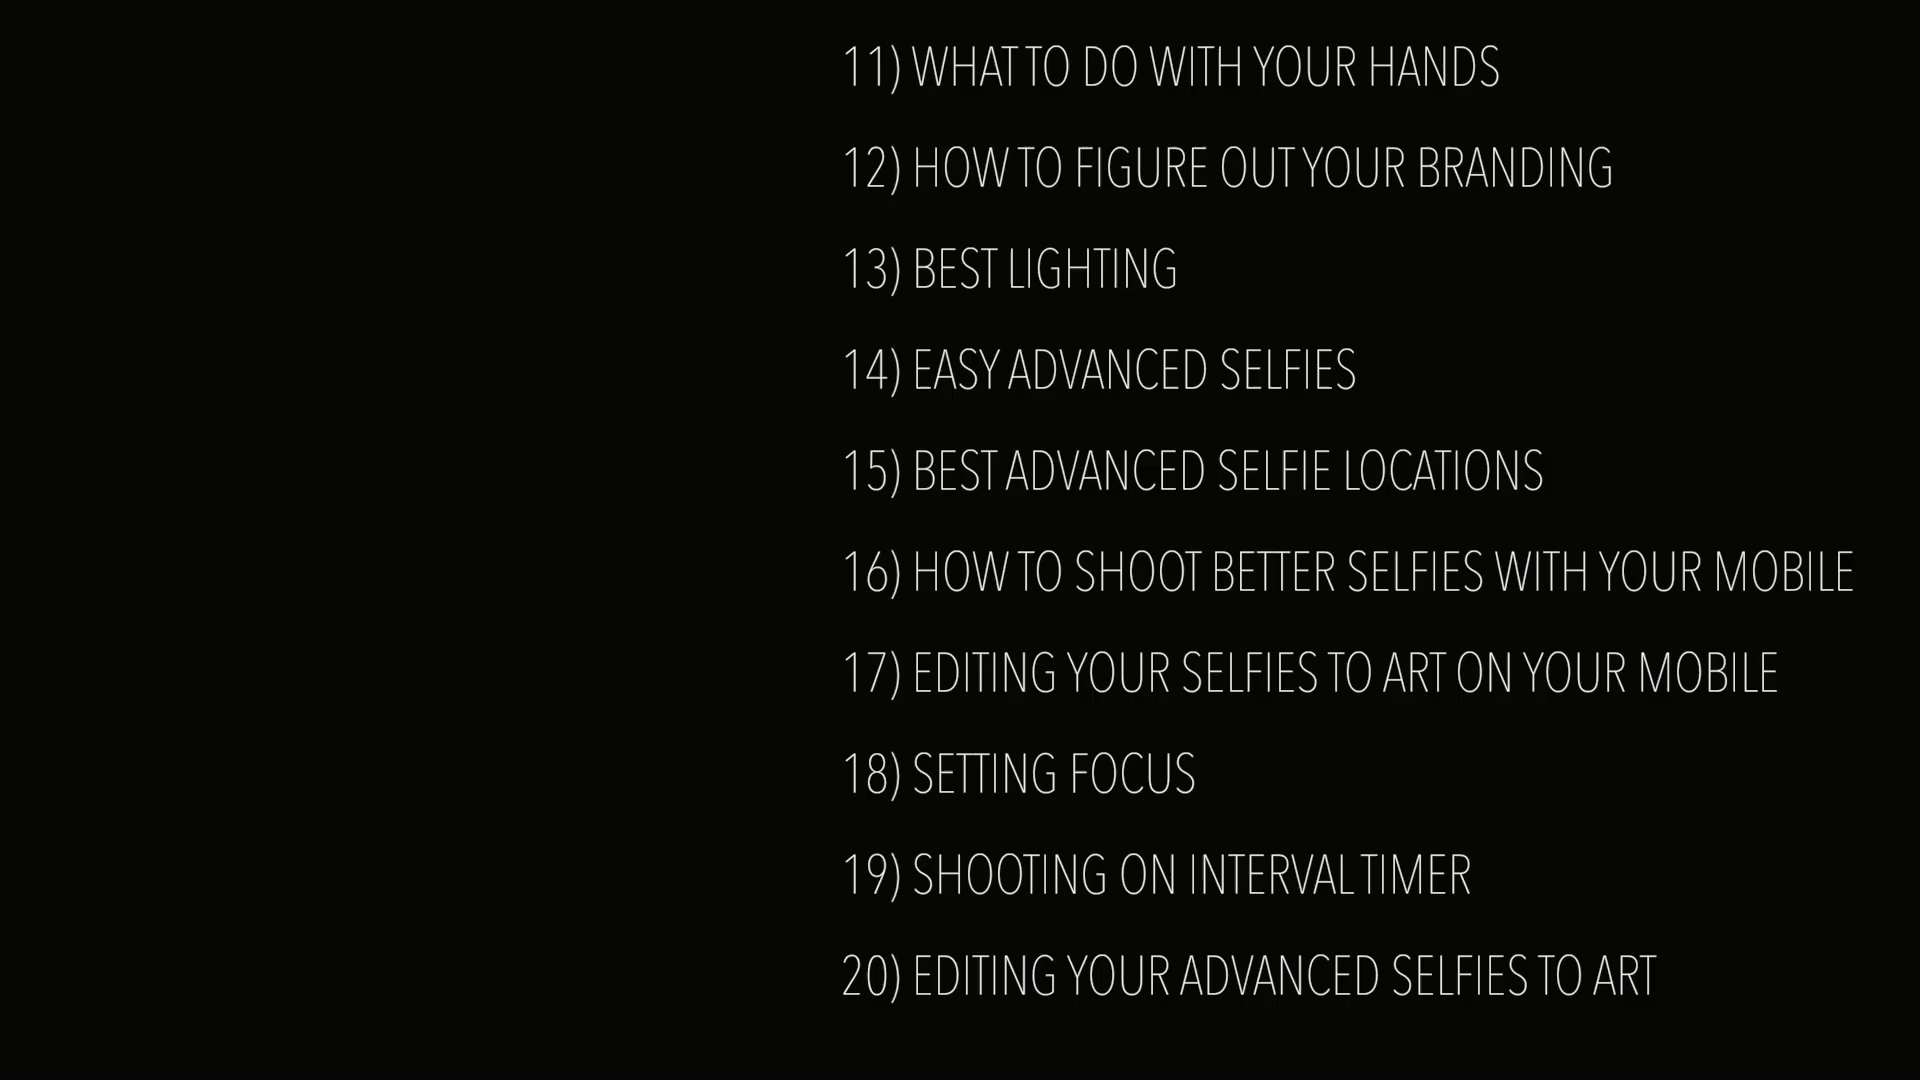 11) WHAT TO DO WITH YOUR HANDS
12) HOW TO FIGURE OUT YOUR BRANDING
13) BEST LIGHTING
14) EASY ADVANCED SELFIES
15) BEST ADVANCED SELFIE LOCATIONS
16) HOW TO SHOOT BETTER SELFIES WITH YOUR MOBILE
17) EDITING YOUR SELFIES TO ART ON YOUR MOBILE
18) SETTING FOCUS
19) SHOOTING ON INTERVAL TIMER
20) EDITING YOUR ADVANCED SELFIES TO ART